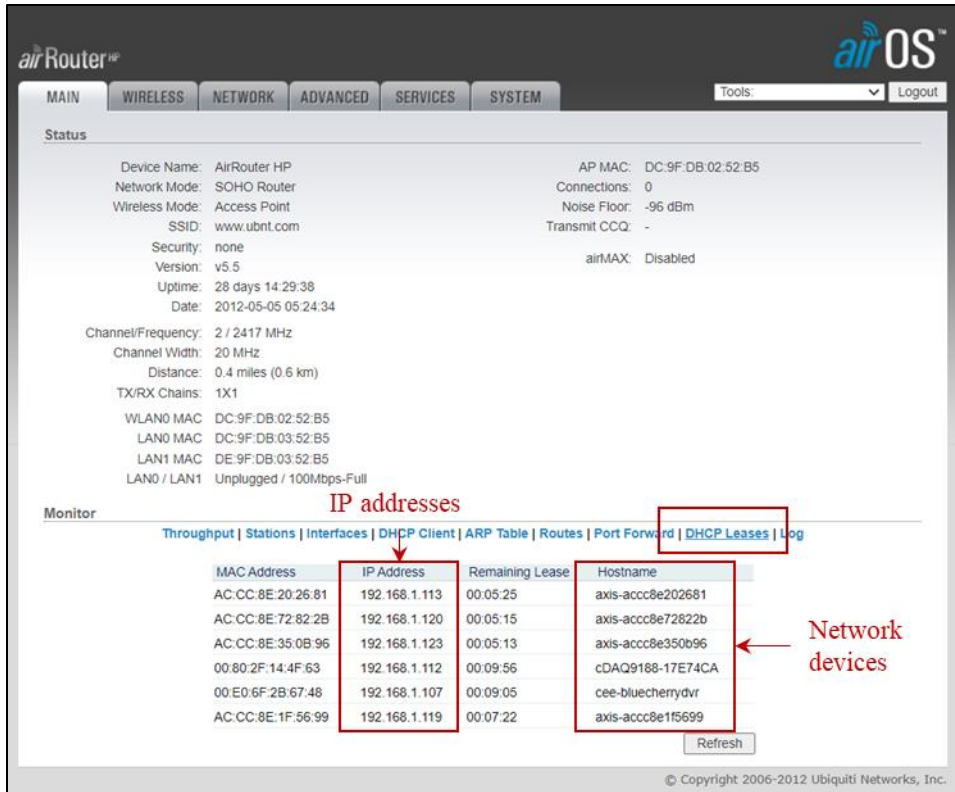 airRouter HP
airOS™
MAIN WIRELESS NETWORK ADVANCED SERVICES SYSTEM Tools: Logout
Status
Device Name: AirRouter HP AP MAC: DC:9F:DB:02:52:B5
Network Mode: SOHO Router Connections: 0
Wireless Mode: Access Point Noise Floor: -96 dBm
SSID: www.ubnt.com Transmit CCQ: -
Security: none
airMAX: Disabled
Version: v5.5
Uptime: 28 days 14:29:38
Date: 2012-05-05 05:24:34
Channel/Frequency: 2 / 2417 MHz
Channel Width: 20 MHz
Distance: 0.4 miles (0.6 km)
TX/RX Chains: 1X1
WLAN0 MAC DC:9F:DB:02:52:B5
LAN0 MAC DC:9F:DB:03:52:B5
LAN1 MAC DE:9F:DB:03:52:B5
LAN0 / LAN1 Unplugged / 100Mbps-Full
IP addresses
Monitor
Throughput | Stations | Interfaces | DHCP Client | ARP Table | Routes | Port Forward | DHCP Leases | Log
MAC Address IP Address Remaining Lease Hostname
AC:CC:8E:20:26:81 192.168.1.113 00:05:25 axis-accc8e202681
AC:CC:8E:72:82:2B 192.168.1.120 00:05:15 axis-accc8e72822b
AC:CC:8E:35:0B:96 192.168.1.123 00:05:13 axis-accc8e350b96
00:80:2F:14:4F:63 192.168.1.112 00:09:56 cDAQ9188-17E74CA
00:E0:6F:2B:67:48 192.168.1.107 00:09:05 cee-bluecherrydvr
AC:CC:8E:1F:56:99 192.168.1.119 00:07:22 axis-accc8e1f5699
Network
devices
Refresh
© Copyright 2006-2012 Ubiquiti Networks, Inc.